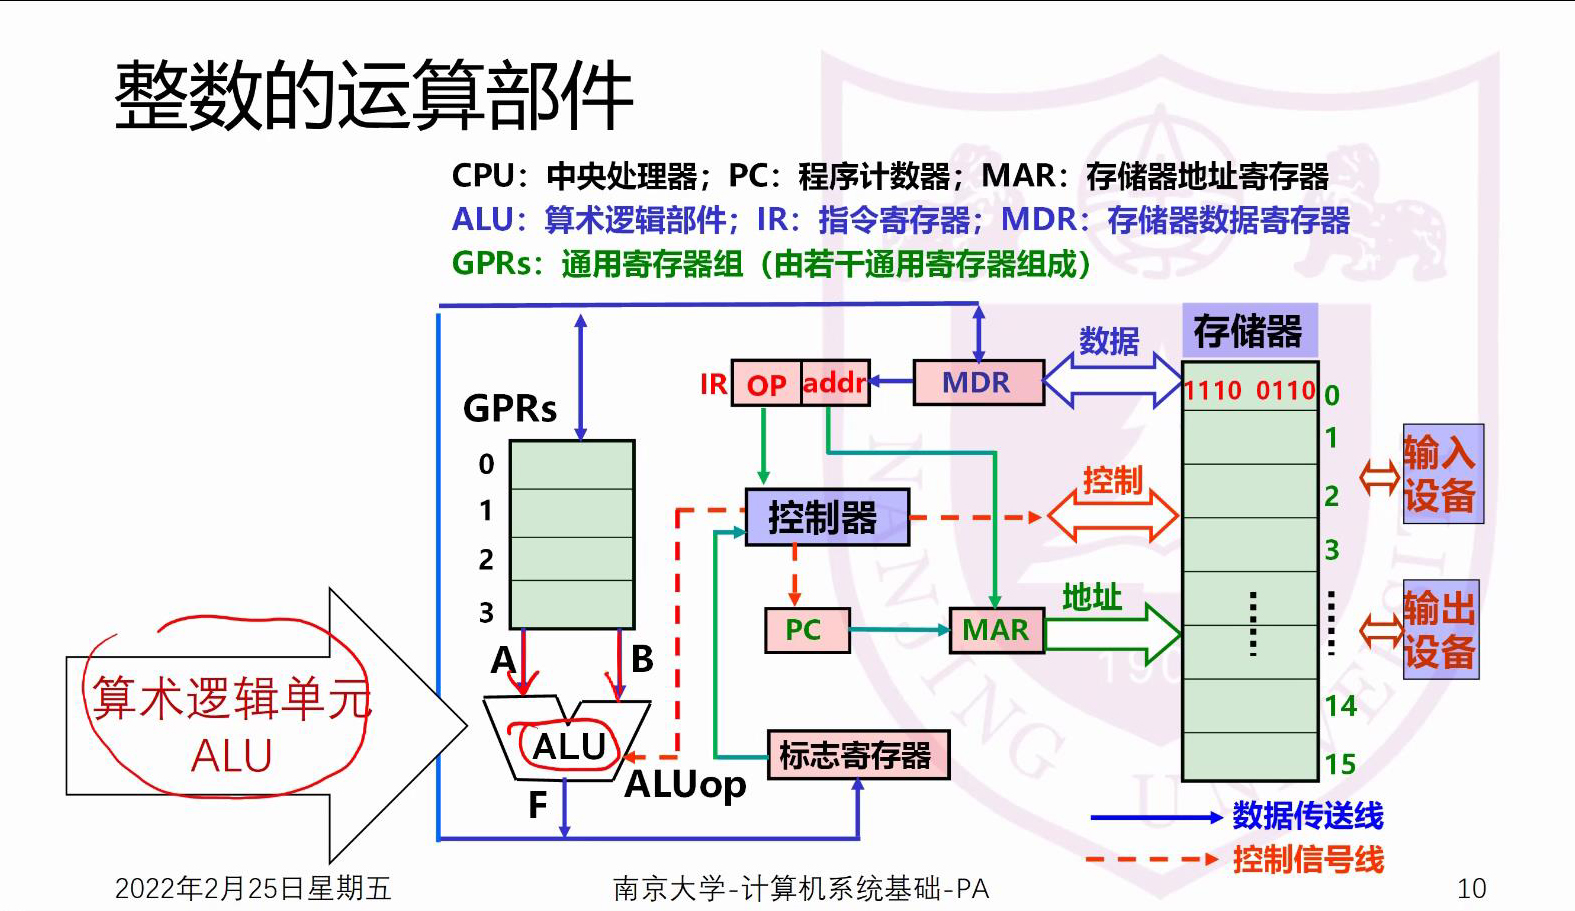 整数的运算部件
CPU：中央处理器；PC：程序计数器；MAR：存储器地址寄存器
ALU：算术逻辑部件；IR：指令寄存器；MDR：存储器数据寄存器
GPRs：通用寄存器组（由若干通用寄存器组成）
存储器
数据
IR
OP
addr
MDR
1110 0110
0
GPRs
1
输入
设备
0
控制
2
1
控制器
2
3
3
地址
输出
设备
PC
MAR
A
B
算术逻辑单元
ALU
14
ALU
标志寄存器
15
ALUop
F
数据传送线
控制信号线
2022年2月25日星期五
南京大学-计算机系统基础-PA
10
NANJING UNIVERSITY